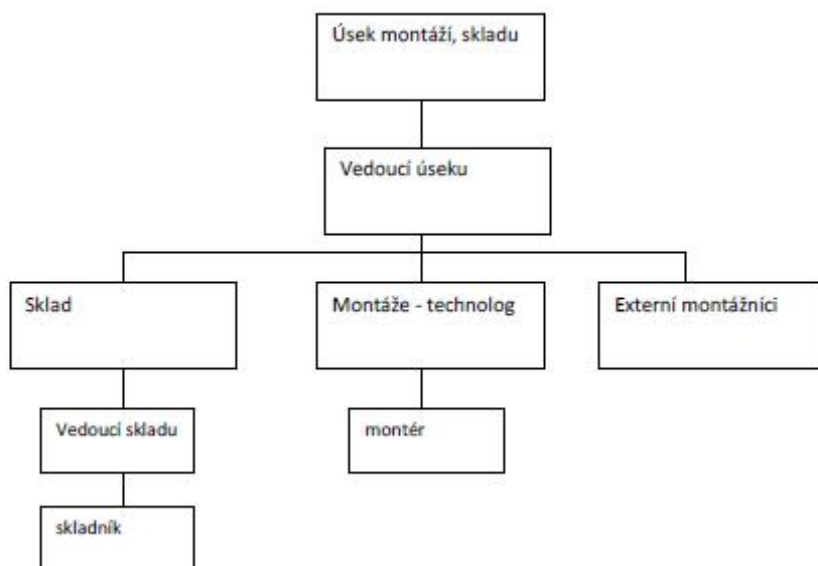 Úsek montáží, skladu
Vedoucí úseku
Sklad
Montáže - technolog
Externí montážníci
Vedoucí skladu
montér
skladník